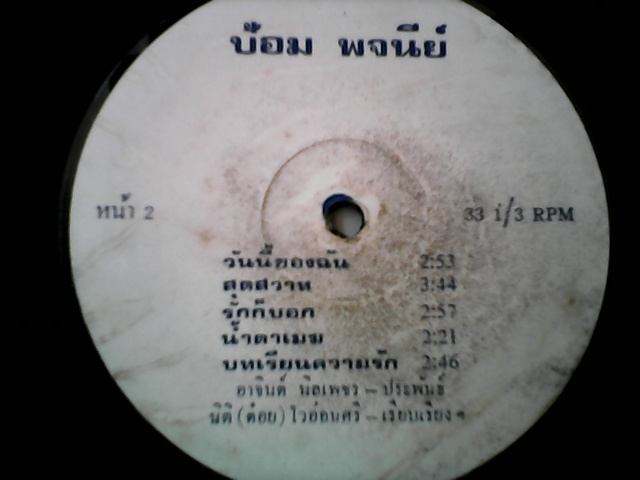 ป้อม พจนีย์
หน้า 2
33 1/3 RPM
วันนี้ของฉัน 2:53
สุดสวาท 3:44
รักก็บอก 2:57
น้ำตาเมฆ 2:21
บทเรียนความรัก 2:46
อาจินต์ นิลเพชร - ประพันธ์
นิติ (ต๋อย) ไวอ่อนศรี - เรียบเรียง ฯ